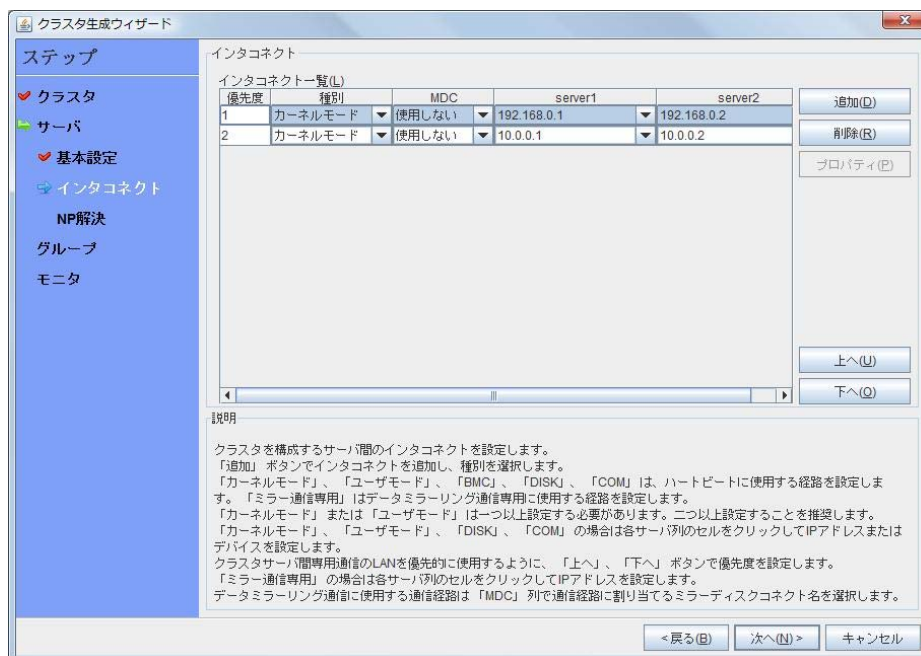 クラスタ生成ウィザード
ステップ
クラスタ
サーバ
基本設定
インタコネクト
NP解決
グループ
モニタ
インタコネクト
インタコネクト一覧(L)
優先度 種別 MDC server1 server2
1 カーネルモード 使用しない 192.168.0.1 192.168.0.2
2 カーネルモード 使用しない 10.0.0.1 10.0.0.2
追加(D)
削除(R)
プロパティ(P)
上へ(U)
下へ(O)
説明
クラスタを構成するサーバ間のインタコネクトを設定します。
「追加」 ボタンでインタコネクトを追加し、種別を選択します。
「カーネルモード」、 「ユーザモード」、 「BMC」、 「DISK」、 「COM」 は、ハートビートに使用する経路を設定しま
す。 「ミラー通信専用」はデータミラーリング通信専用に使用する経路を設定します。
「カーネルモード」 または 「ユーザモード」 は一つ以上設定する必要があります。二つ以上設定することを推奨します。
「カーネルモード」、 「ユーザモード」、 「DISK」、 「COM」 の場合は各サーバ列のセルをクリックしてIPアドレスまたは
デバイスを設定します。
クラスタサーバ間専用通信のLANを優先的に使用するように、 「上へ」、 「下へ」 ボタンで優先度を設定します。
「ミラー通信専用」 の場合は各サーバ列のセルをクリックしてIPアドレスを設定します。
データミラーリング通信に使用する通信経路は 「MDC」 列で通信経路に割り当てるミラーディスクコネクト名を選択します。
<戻る(B) 次へ(N)> キャンセル